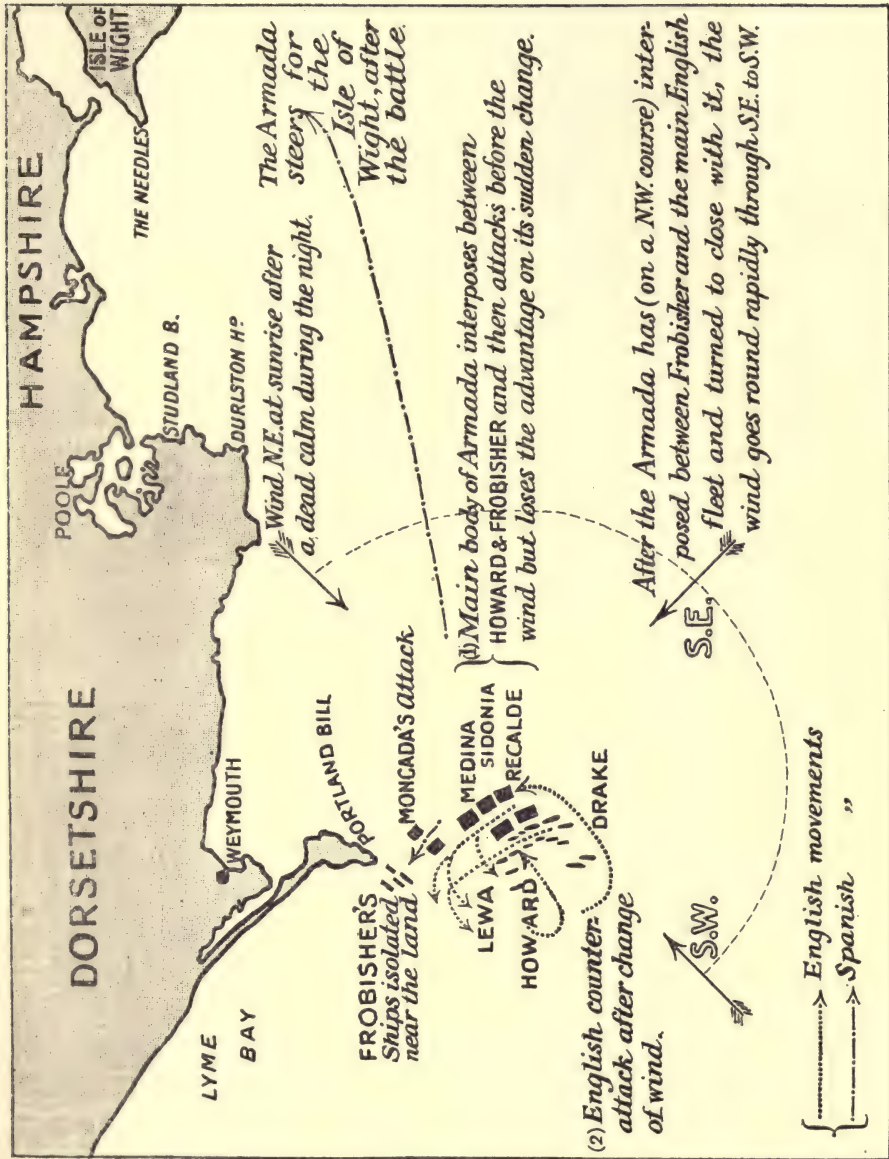 DORSETSHIRE
HAMPSHIRE
ISLE OF
WIGHT
THE NEEDLES
POOLE
STUDLAND B.
DURLSTON Hᴰ.
WEYMOUTH
PORTLAND BILL
LYME
BAY
Wind N.E. at sunrise after
a dead calm during the night.
The Armada
steers for
the
Isle of
Wight, after
the battle.
FROBISHER'S
Ships isolated
near the land
MONCADA'S attack
LEWA
HOWARD
MEDINA
SIDONIA
RECALDE
DRAKE
(1) Main body of Armada interposes between
HOWARD & FROBISHER and then attacks before the
wind but loses the advantage on its sudden change.
(2) English counter-
attack after change
of wind.
After the Armada has (on a N.W. course) inter-
posed between Frobisher and the main English
fleet and turned to close with it, the
wind goes round rapidly through S.E. to S.W.
S.E.
S.W.
English movements
Spanish "